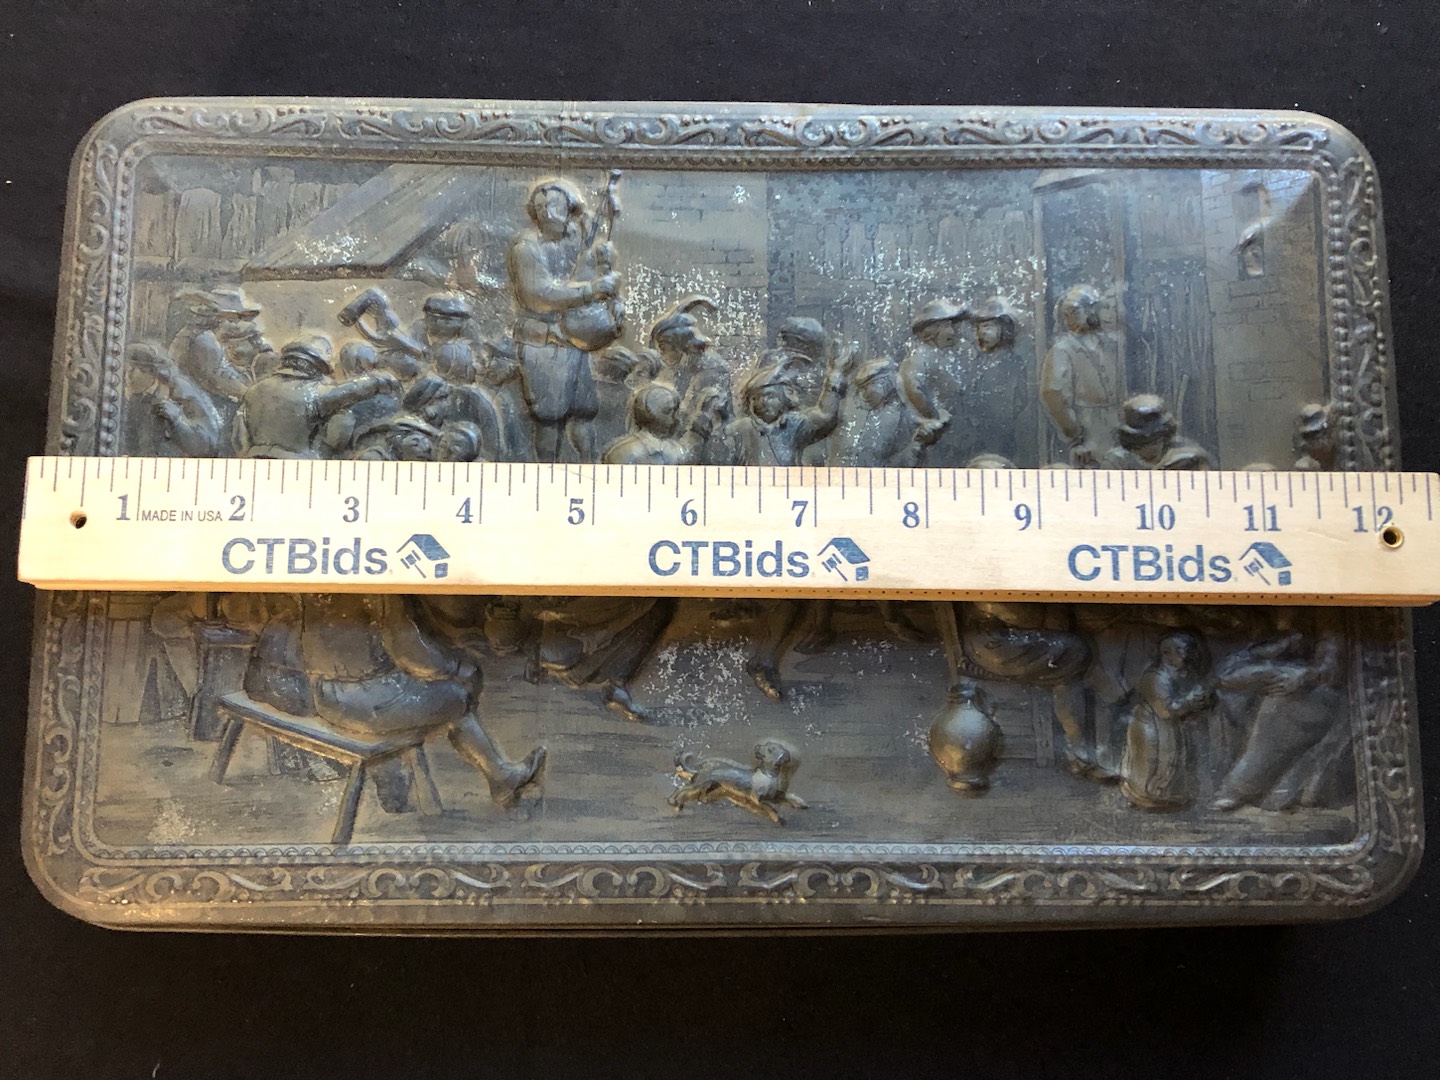 1 MADE IN USA 2 3 4 5 6 7 8 9 10 11 12
CTBids CTBids CTBids